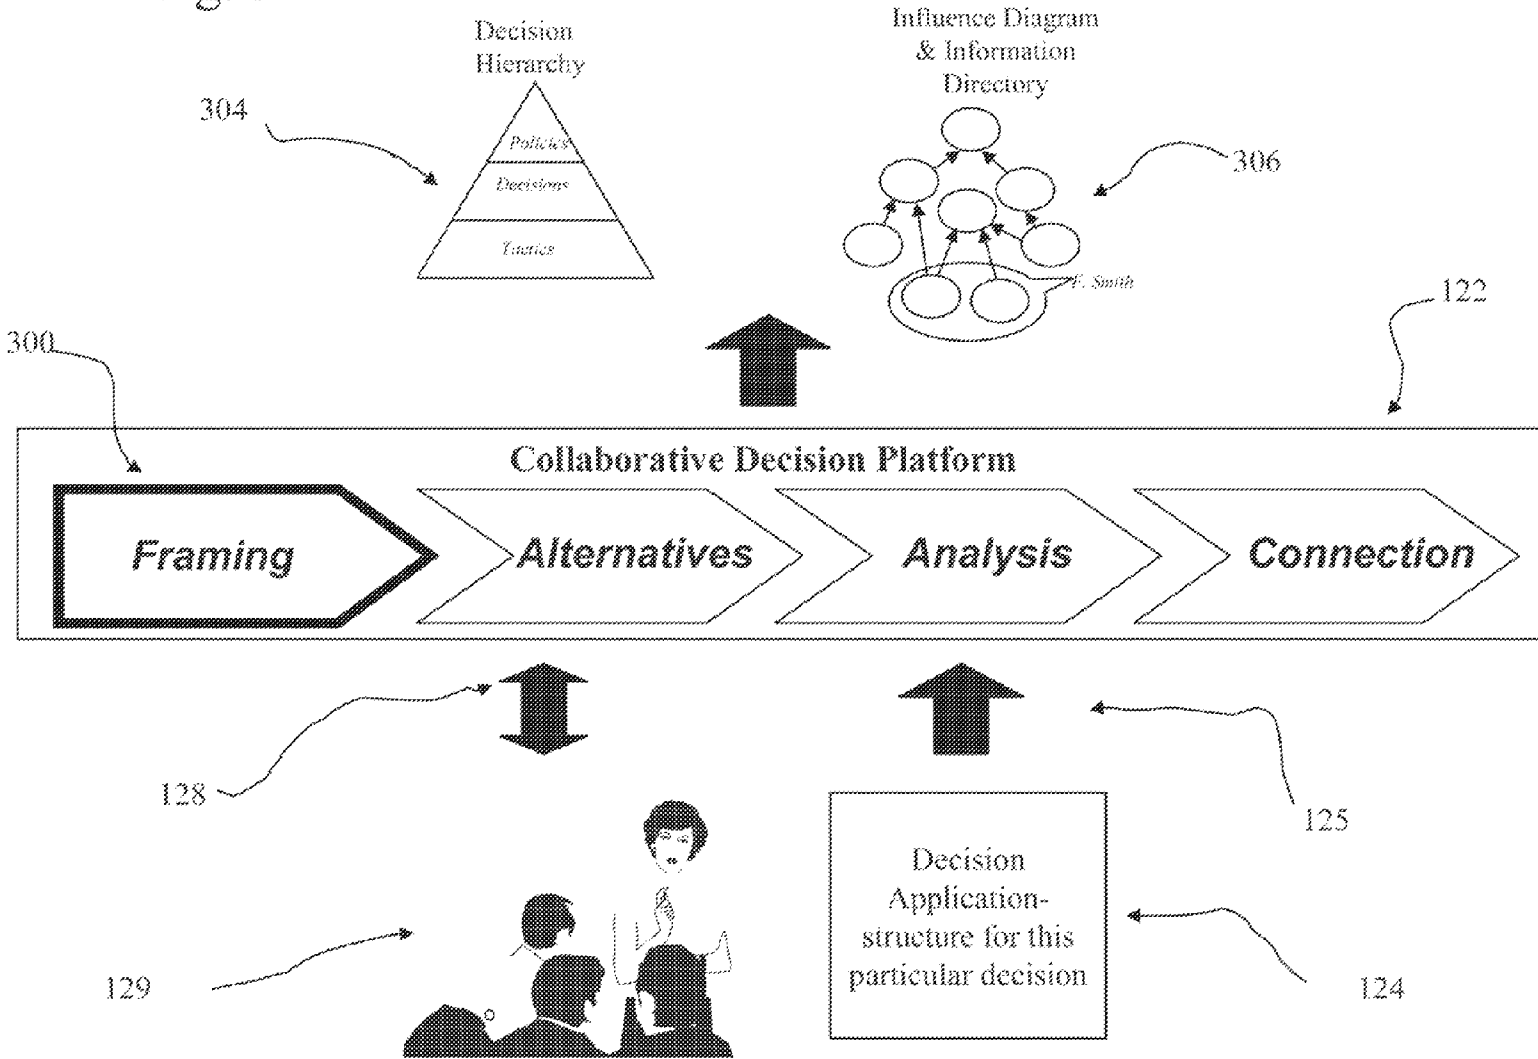 Decision
Hierarchy
Influence Diagram
& Information
Directory
304
Policies
Decisions
Tactics
306
F. Smith
122
300
Collaborative Decision Platform
Framing
Alternatives
Analysis
Connection
128
125
Decision
Application-
structure for this
particular decision
129
124